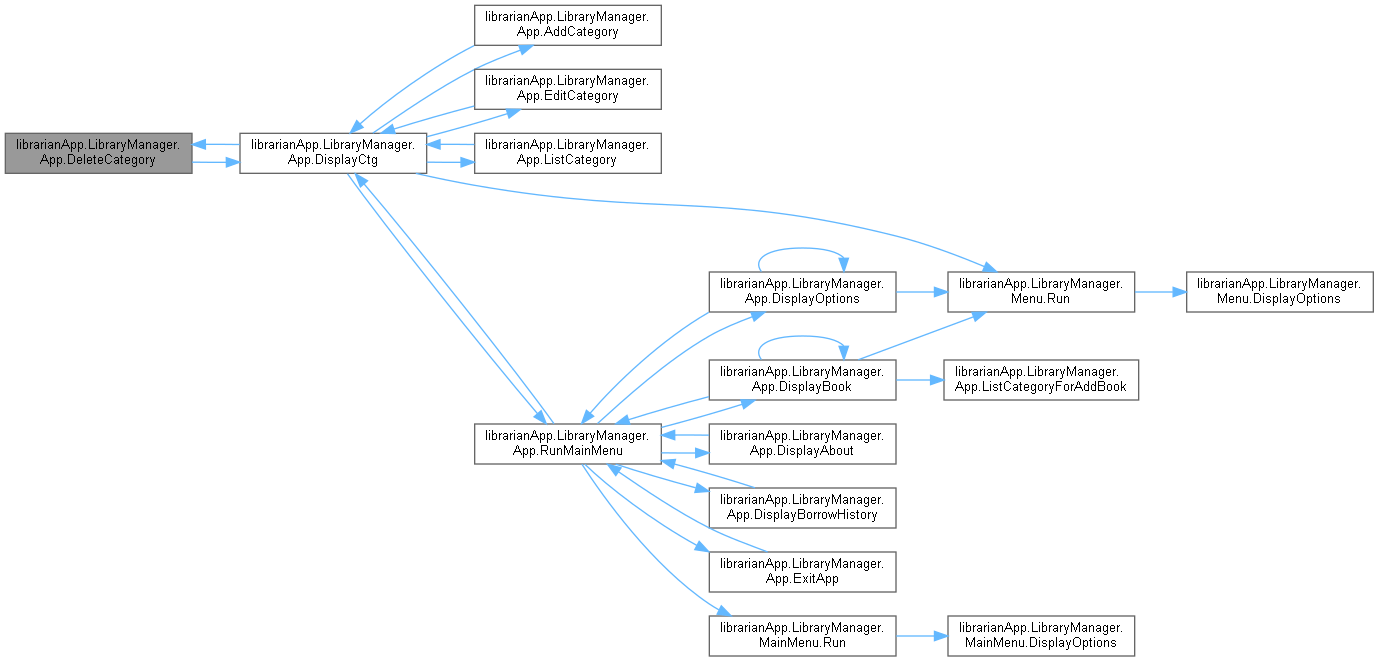 librarianApp.LibraryManager.
App.AddCategory
librarianApp.LibraryManager.
App.EditCategory
librarianApp.LibraryManager.
App.DeleteCategory
librarianApp.LibraryManager.
App.DisplayCtg
librarianApp.LibraryManager.
App.ListCategory
librarianApp.LibraryManager.
App.DisplayOptions
librarianApp.LibraryManager.
Menu.Run
librarianApp.LibraryManager.
Menu.DisplayOptions
librarianApp.LibraryManager.
App.DisplayBook
librarianApp.LibraryManager.
App.ListCategoryForAddBook
librarianApp.LibraryManager.
App.RunMainMenu
librarianApp.LibraryManager.
App.DisplayAbout
librarianApp.LibraryManager.
App.DisplayBorrowHistory
librarianApp.LibraryManager.
App.ExitApp
librarianApp.LibraryManager.
MainMenu.Run
librarianApp.LibraryManager.
MainMenu.DisplayOptions